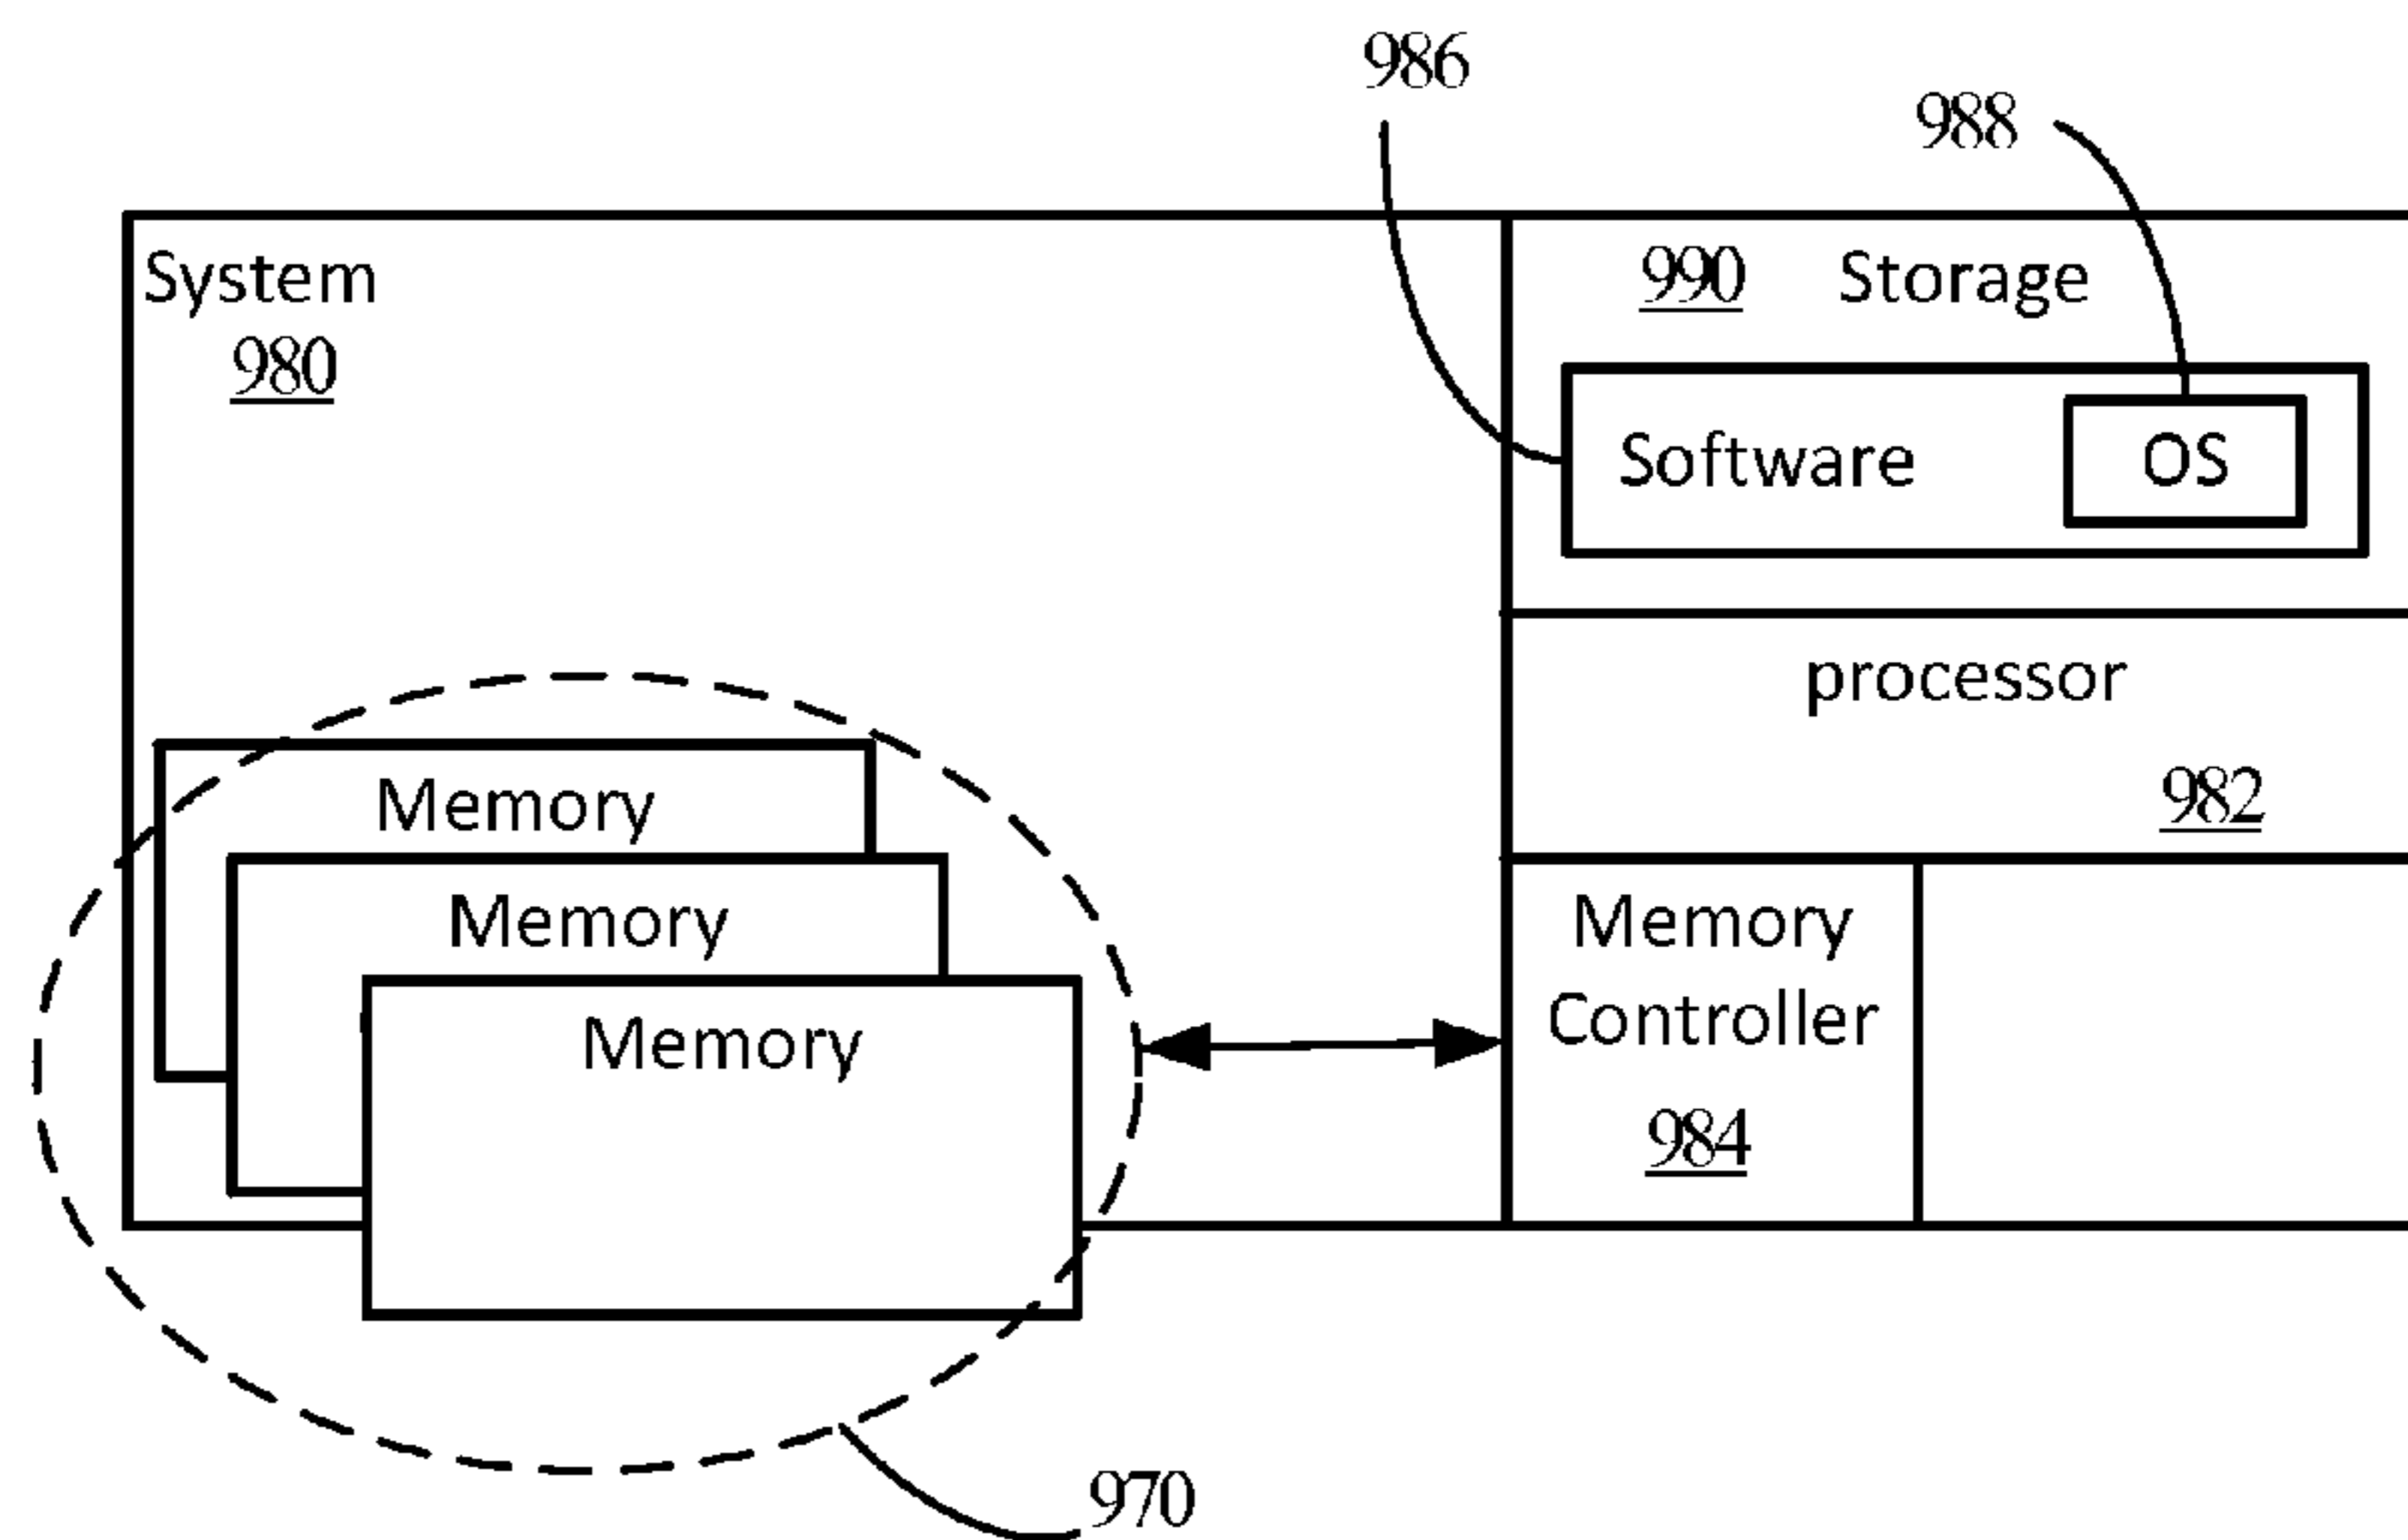 986
988
System
980
990 Storage
Software
OS
processor
982
Memory
Memory
Memory
Memory
Controller
984
970